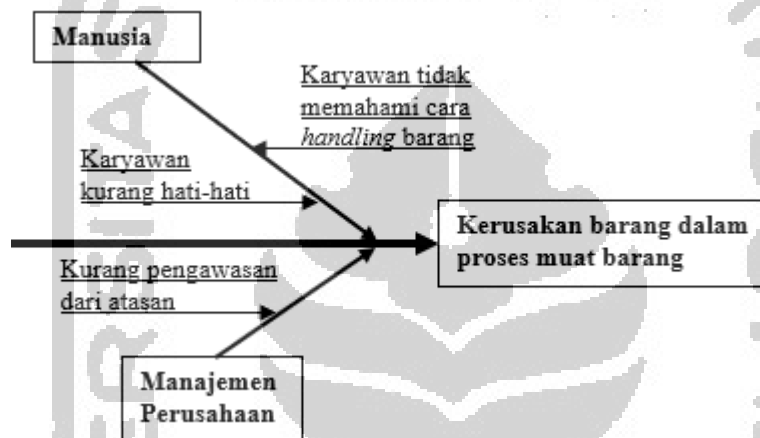 Manusia
Karyawan tidak
memahami cara
handling barang
Karyawan
kurang hati-hati
Kerusakan barang dalam
proses muat barang
Kurang pengawasan
dari atasan
Manajemen
Perusahaan
ERSITAS